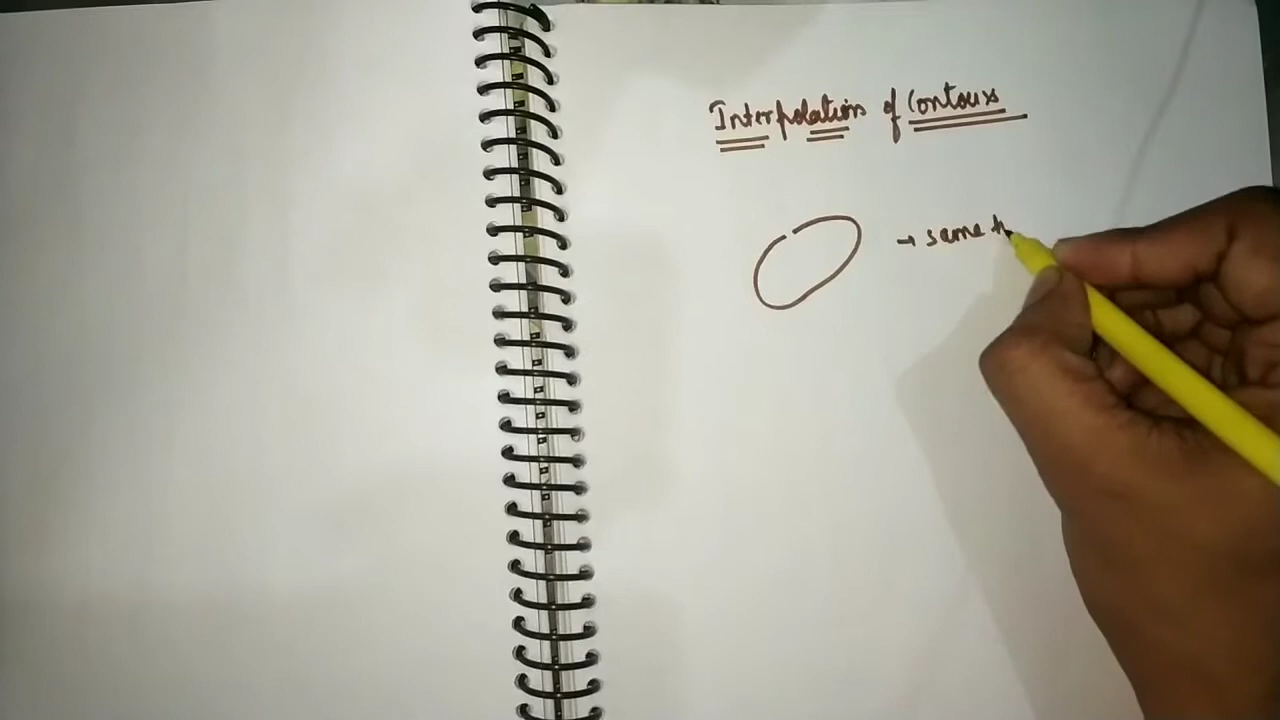 Interpolation of Contours
→ same